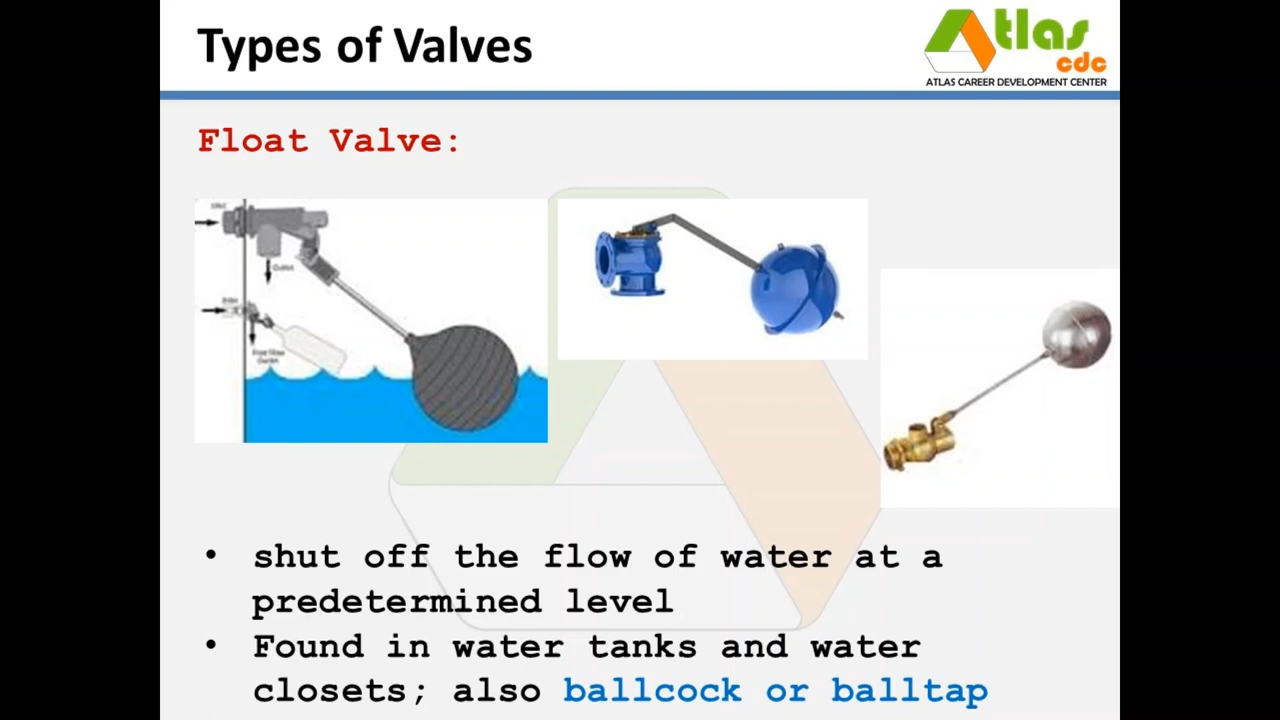 Types of Valves
Atlas
cdc
ATLAS CAREER DEVELOPMENT CENTER
Float Valve:
Outlet
• shut off the flow of water at a
predetermined level
• Found in water tanks and water
closets; also ballcock or balltap